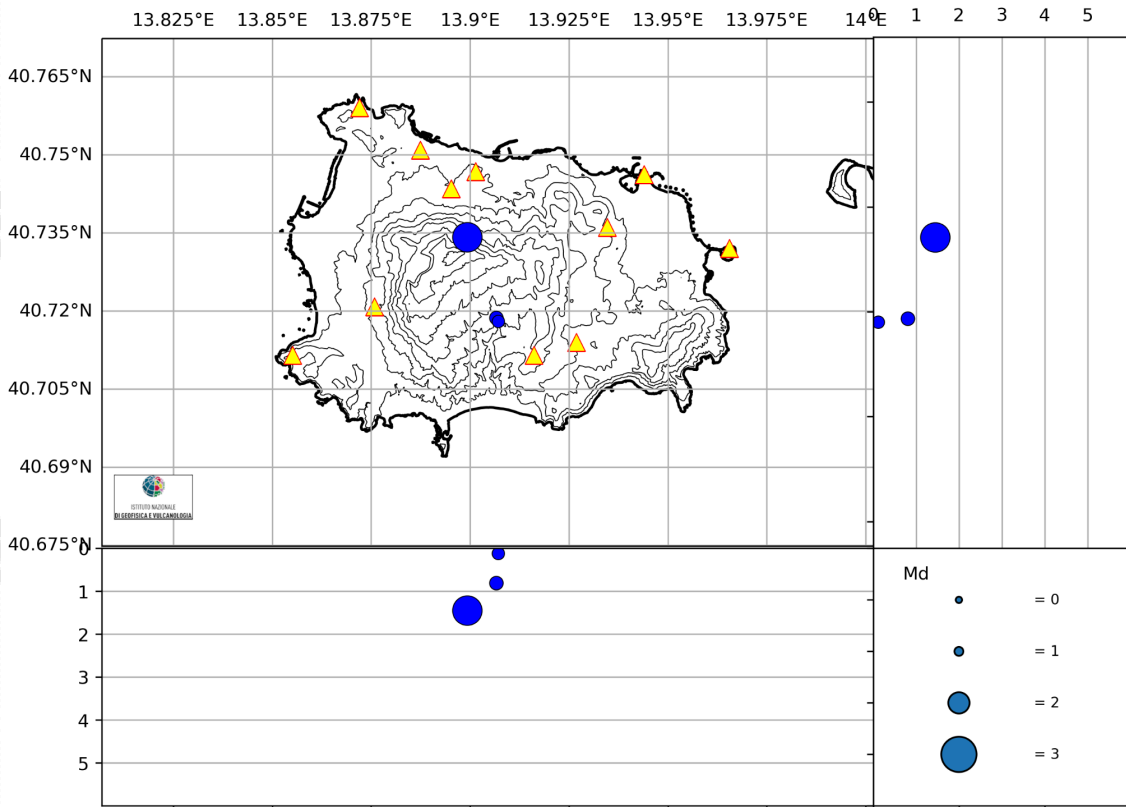 13.825°E 13.85°E 13.875°E 13.9°E 13.925°E 13.95°E 13.975°E 14°E 0 1 2 3 4 5
40.765°N
40.75°N
40.735°N
40.72°N
40.705°N
40.69°N
ISTITUTO NAZIONALE
DI GEOFISICA E VULCANOLOGIA
40.675°N
0
1
2
3
4
5
Md
= 0
= 1
= 2
= 3